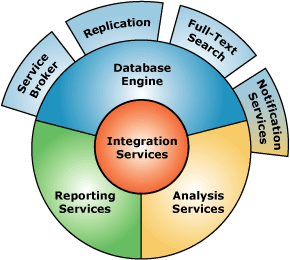 Service
Broker
Replication
Full-Text
Search
Notification
Services
Database
Engine
Integration
Services
Reporting
Services
Analysis
Services